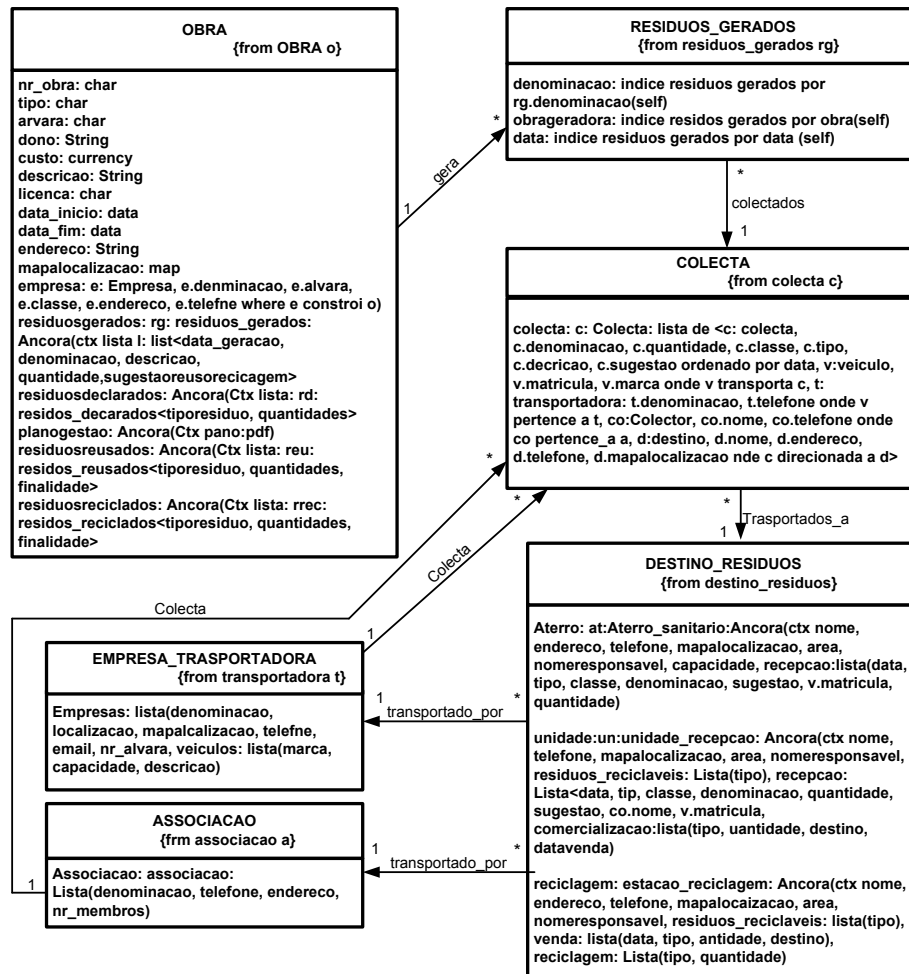 OBRA
{from OBRA o}
nr_obra: char
tipo: char
arvara: char
dono: String
custo: currency
descricao: String
licenca: char
data_inicio: data
data_fim: data
endereco: String
mapalocalizacao: map
empresa: e: Empresa, e.denminacao, e.alvara,
e.classe, e.endereco, e.telefne where e constroi o)
residuosgerados: rg: residuos_gerados:
Ancora(ctx lista l: list<data_geracao,
denominacao, descricao,
quantidade,sugestaoreusorecicagem>
residuosdeclarados: Ancora(Ctx lista: rd:
residos_decarados<tiporesiduo, quantidades>
planogestao: Ancora(Ctx pano:pdf)
residuosreusados: Ancora(Ctx lista: reu:
residos_reusados<tiporesiduo, quantidades,
finalidade>
residuosreciclados: Ancora(Ctx lista: rrec:
residos_reciclados<tiporesiduo, quantidades,
finalidade>
1
gera
*
RESIDUOS_GERADOS
{from residuos_gerados rg}
denominacao: indice residuos gerados por
rg.denominacao(self)
obrageradora: indice residos gerados por obra(self)
data: indice residuos gerados por data (self)
*
colectados
1
COLECTA
{from colecta c}
colecta: c: Colecta: lista de <c: colecta,
c.denominacao, c.quantidade, c.classe, c.tipo,
c.decricao, c.sugestao ordenado por data, v:veiculo,
v.matricula, v.marca onde v transporta c, t:
transportadora: t.denominacao, t.telefone onde v
pertence a t, co:Colector, co.nome, co.telefone onde
co pertence_a a, d:destino, d.nome, d.endereco,
d.telefone, d.mapalocalizacao nde c direcionada a d>
*
*
Colecta
1
Colecta
1
*
Trasportados_a
1
EMPRESA_TRASPORTADORA
{from transportadora t}
Empresas: lista(denominacao,
localizacao, mapalcalizacao, telefne,
email, nr_alvara, veiculos: lista(marca,
capacidade, descricao)
1
transportado_por
*
ASSOCIACAO
{frm associacao a}
Associacao: associacao:
Lista(denominacao, telefone, endereco,
nr_membros)
1
transportado_por
*
DESTINO_RESIDUOS
{from destino_residuos}
Aterro: at:Aterro_sanitario:Ancora(ctx nome,
endereco, telefone, mapalocalizacao, area,
nomeresponsavel, capacidade, recepcao:lista(data,
tipo, classe, denominacao, sugestao, v.matricula,
quantidade)
unidade:un:unidade_recepcao: Ancora(ctx nome,
telefone, mapalocalizacao, area, nomeresponsavel,
residuos_reciclaveis: Lista(tipo), recepcao:
Lista<data, tip, classe, denominacao, quantidade,
sugestao, co.nome, v.matricula,
comercializacao:lista(tipo, uantidade, destino,
datavenda)
reciclagem: estacao_reciclagem: Ancora(ctx nome,
endereco, telefone, mapalocaizacao, area,
nomeresponsavel, residuos_reciclaveis: lista(tipo),
venda: lista(data, tipo, antidade, destino),
reciclagem: Lista(tipo, quantidade)